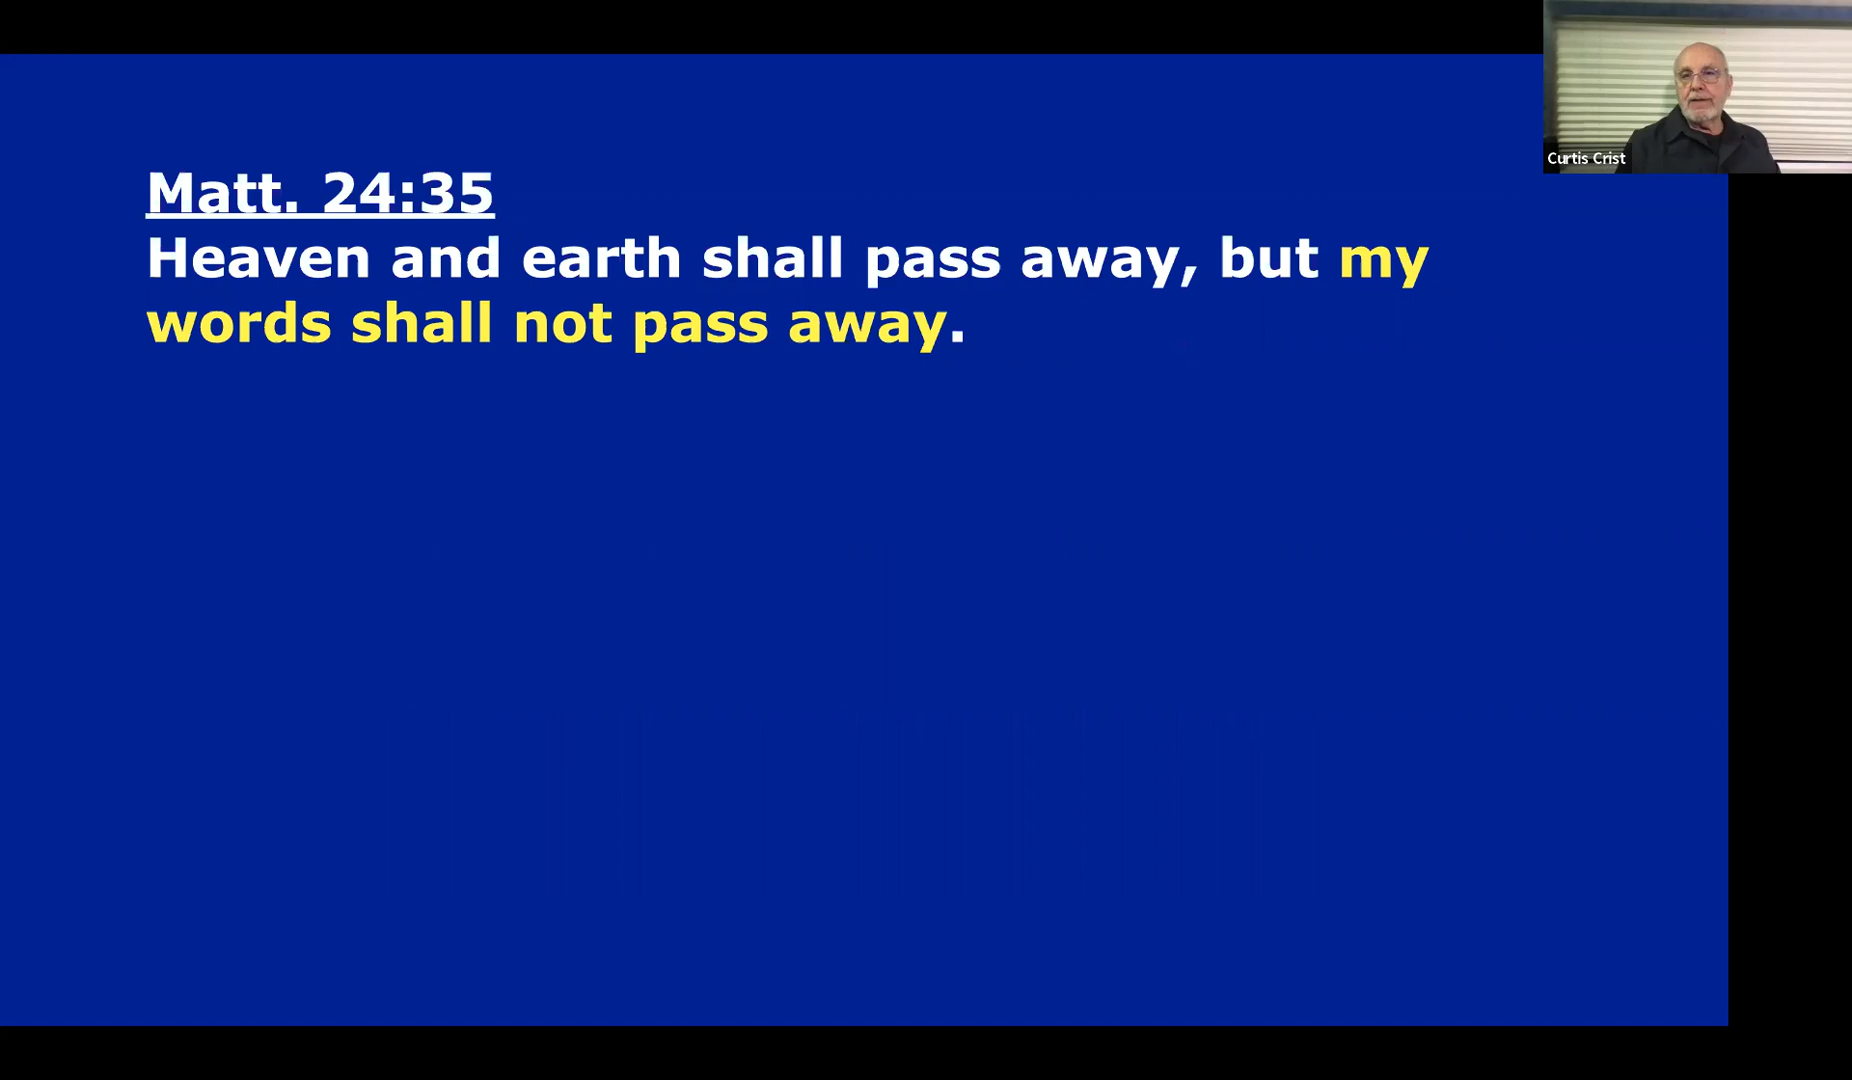 Matt. 24:35
Heaven and earth shall pass away, but my
words shall not pass away.
Curtis Crist